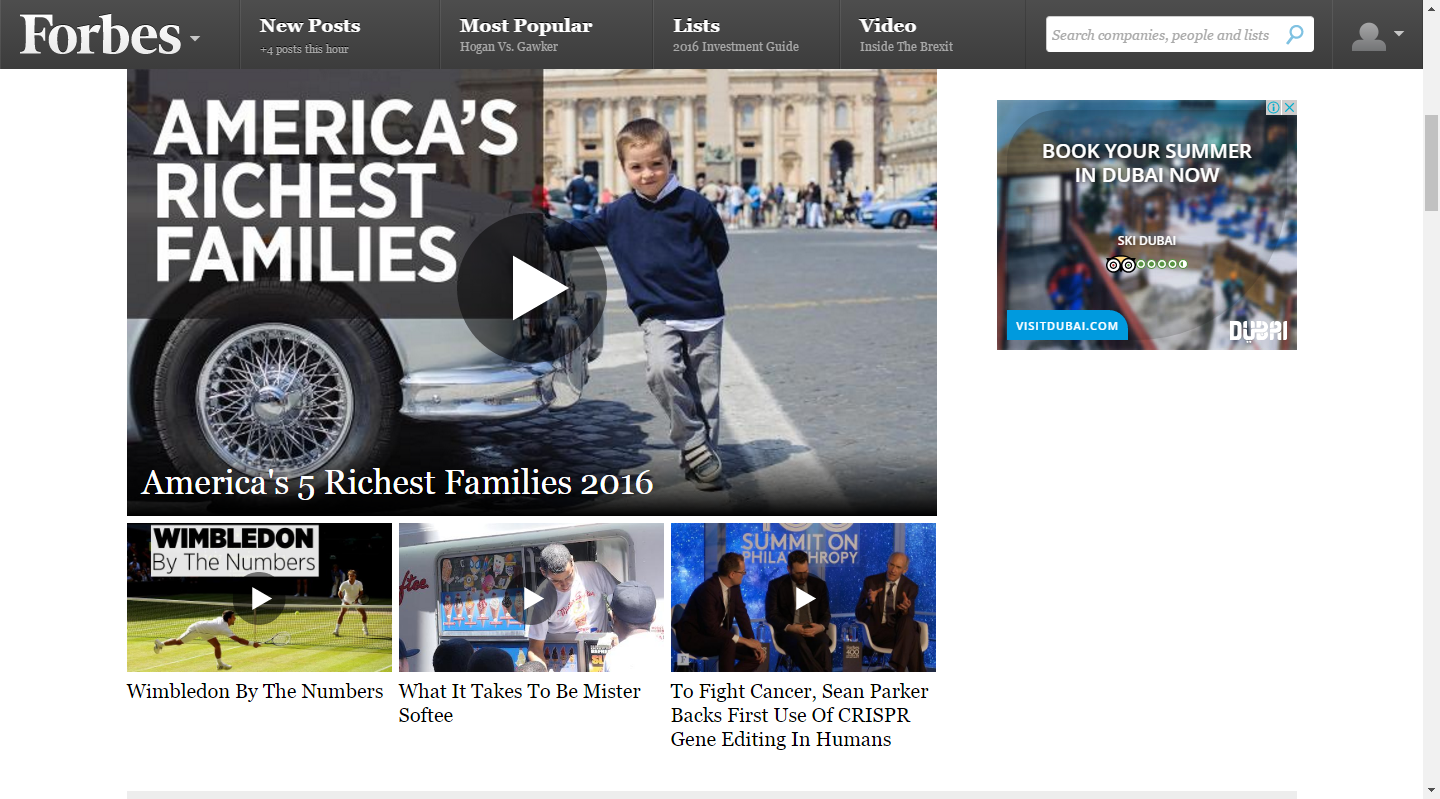 Forbes
New Posts
+4 posts this hour
Most Popular
Hogan Vs. Gawker
Lists
2016 Investment Guide
Video
Inside The Brexit
Search companies, people and lists
AMERICA'S
RICHEST
FAMILIES
America's 5 Richest Families 2016
BOOK YOUR SUMMER
IN DUBAI NOW
SKI DUBAI
VISITDUBAI.COM
DUBAI
WIMBLEDON
By The Numbers
SUMMIT ON
PHILANTHROPY
F
Wimbledon By The Numbers
What It Takes To Be Mister
Softee
To Fight Cancer, Sean Parker
Backs First Use Of CRISPR
Gene Editing In Humans